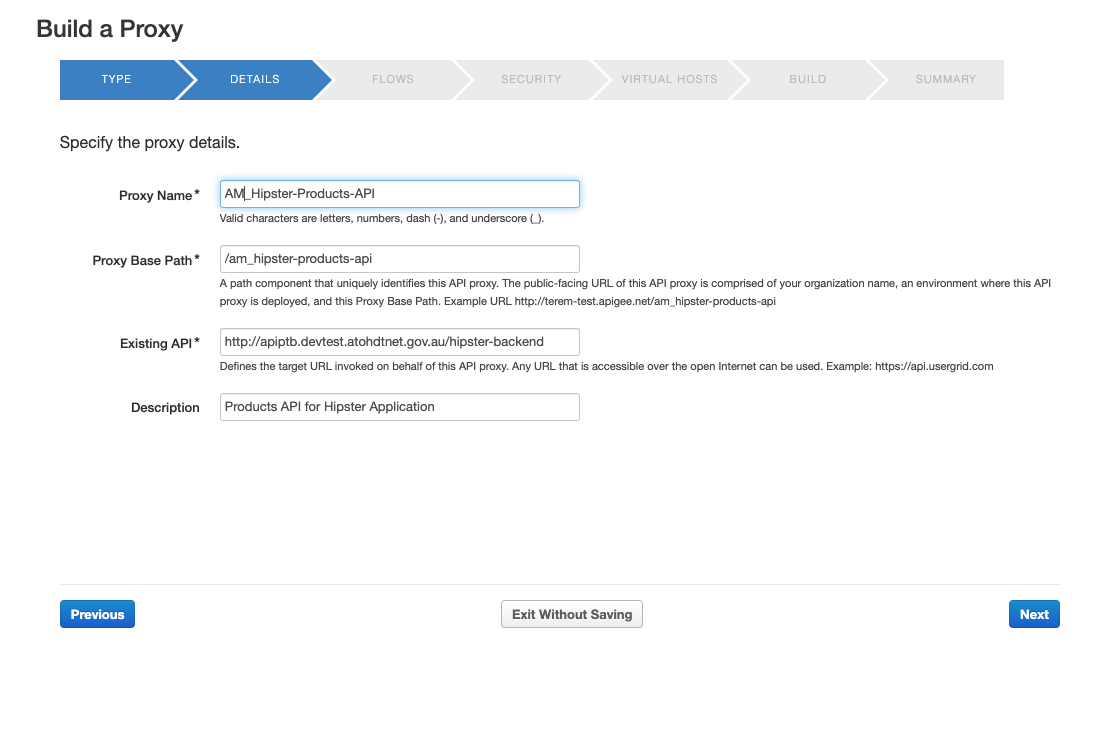 Build a Proxy
TYPE
DETAILS
FLOWS
SECURITY
VIRTUAL HOSTS
BUILD
SUMMARY
Specify the proxy details.
Proxy Name*
AM_Hipster-Products-API
Valid characters are letters, numbers, dash (-), and underscore (_).
Proxy Base Path*
/am_hipster-products-api
A path component that uniquely identifies this API proxy. The public-facing URL of this API proxy is comprised of your organization name, an environment where this API
proxy is deployed, and this Proxy Base Path. Example URL http://terem-test.apigee.net/am_hipster-products-api
Existing API*
http://apiptb.devtest.atohdtnet.gov.au/hipster-backend
Defines the target URL invoked on behalf of this API proxy. Any URL that is accessible over the open Internet can be used. Example: https://api.usergrid.com
Description
Products API for Hipster Application
Previous
Exit Without Saving
Next